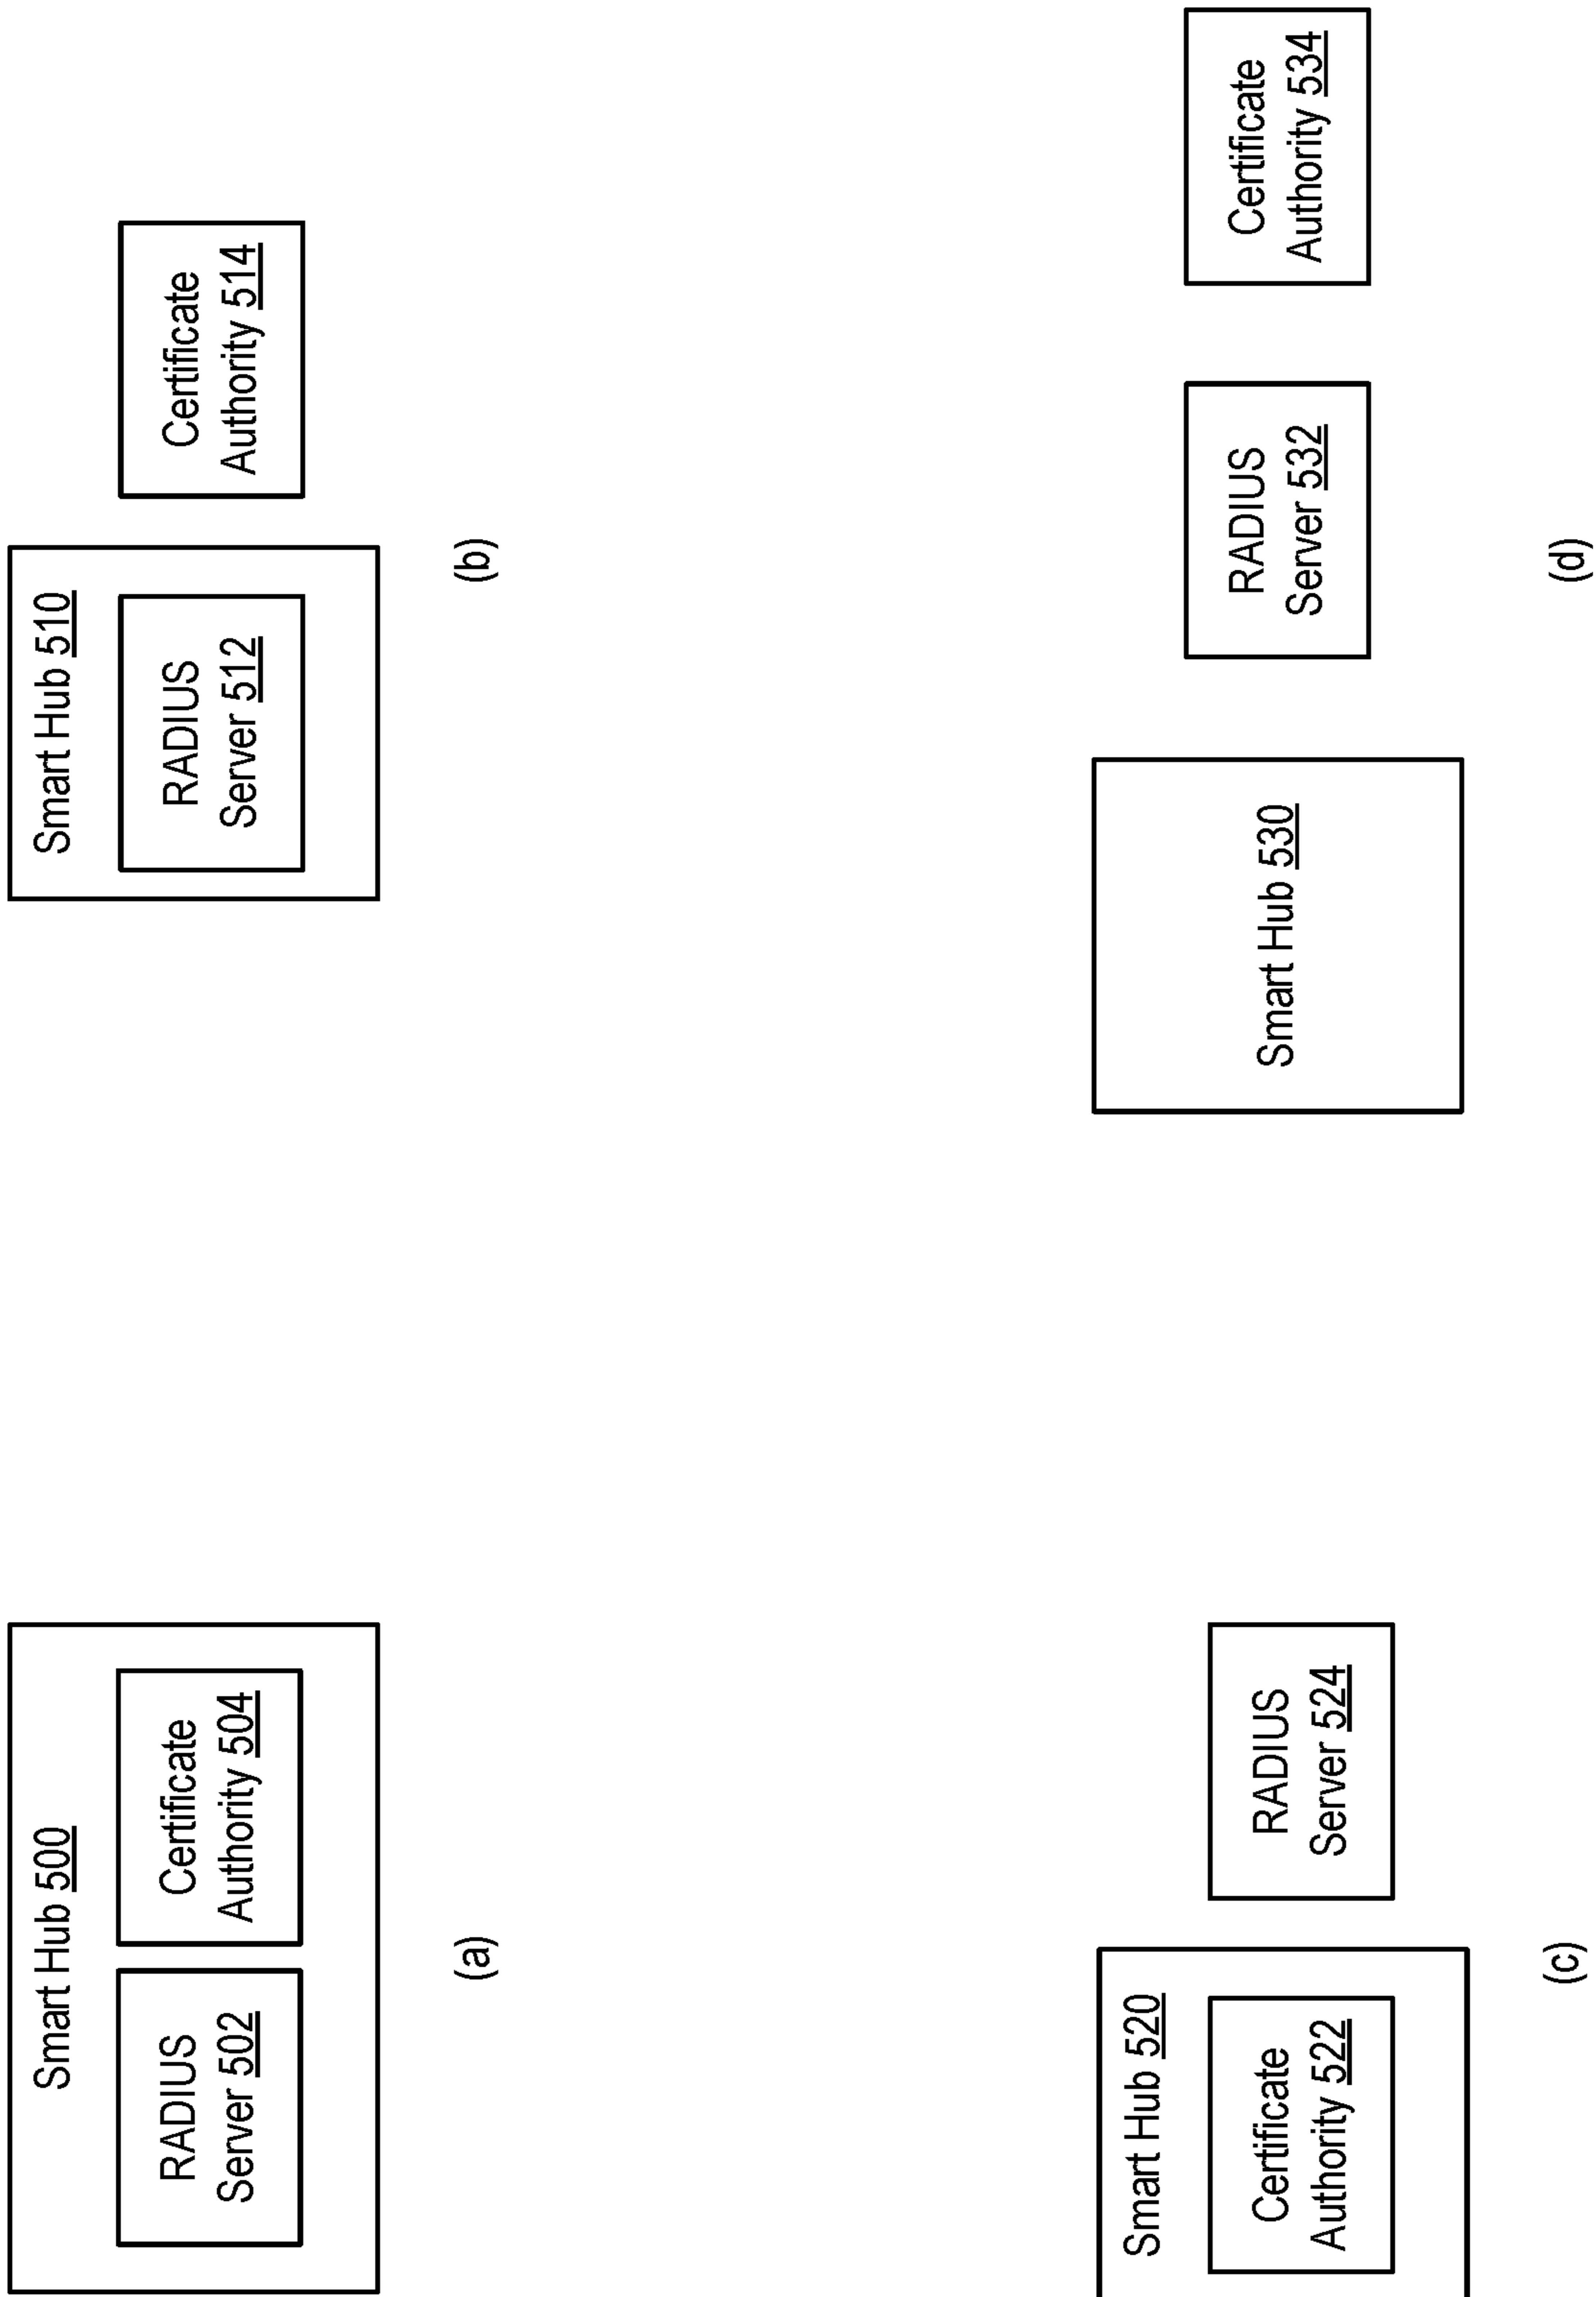 Smart Hub 500
RADIUS
Server 502
Certificate
Authority 504
(a)
Smart Hub 510
RADIUS
Server 512
Certificate
Authority 514
(b)
Smart Hub 520
Certificate
Authority 522
RADIUS
Server 524
(c)
Smart Hub 530
RADIUS
Server 532
Certificate
Authority 534
(d)